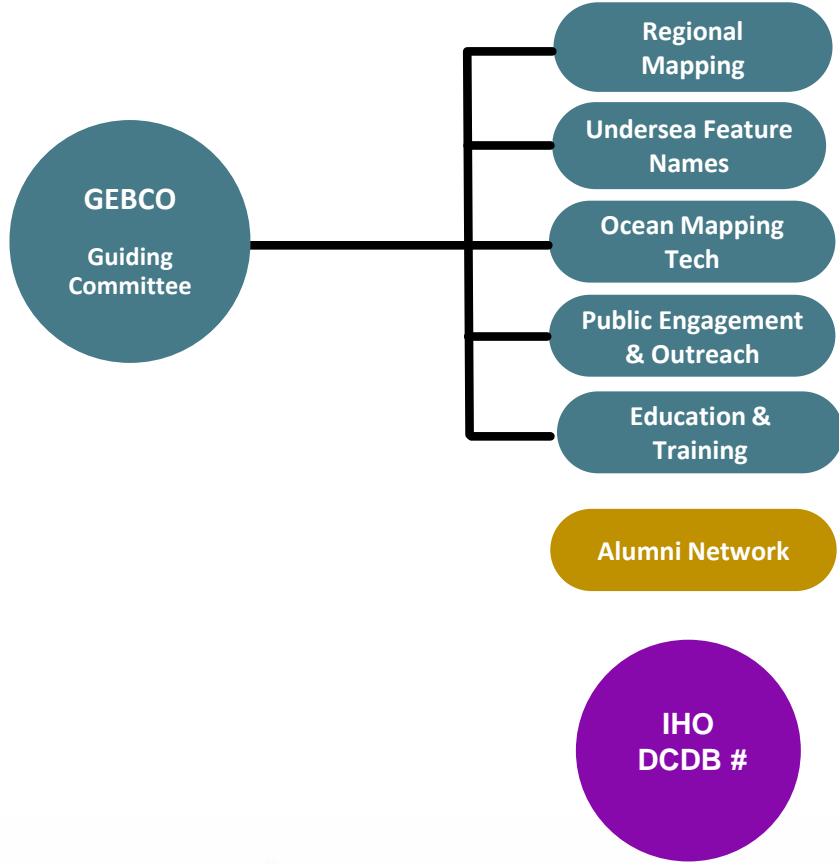 GEBCO
Guiding
Committee
Regional
Mapping
Undersea Feature
Names
Ocean Mapping
Tech
Public Engagement
& Outreach
Education &
Training
Alumni Network
IHO
DCDB #